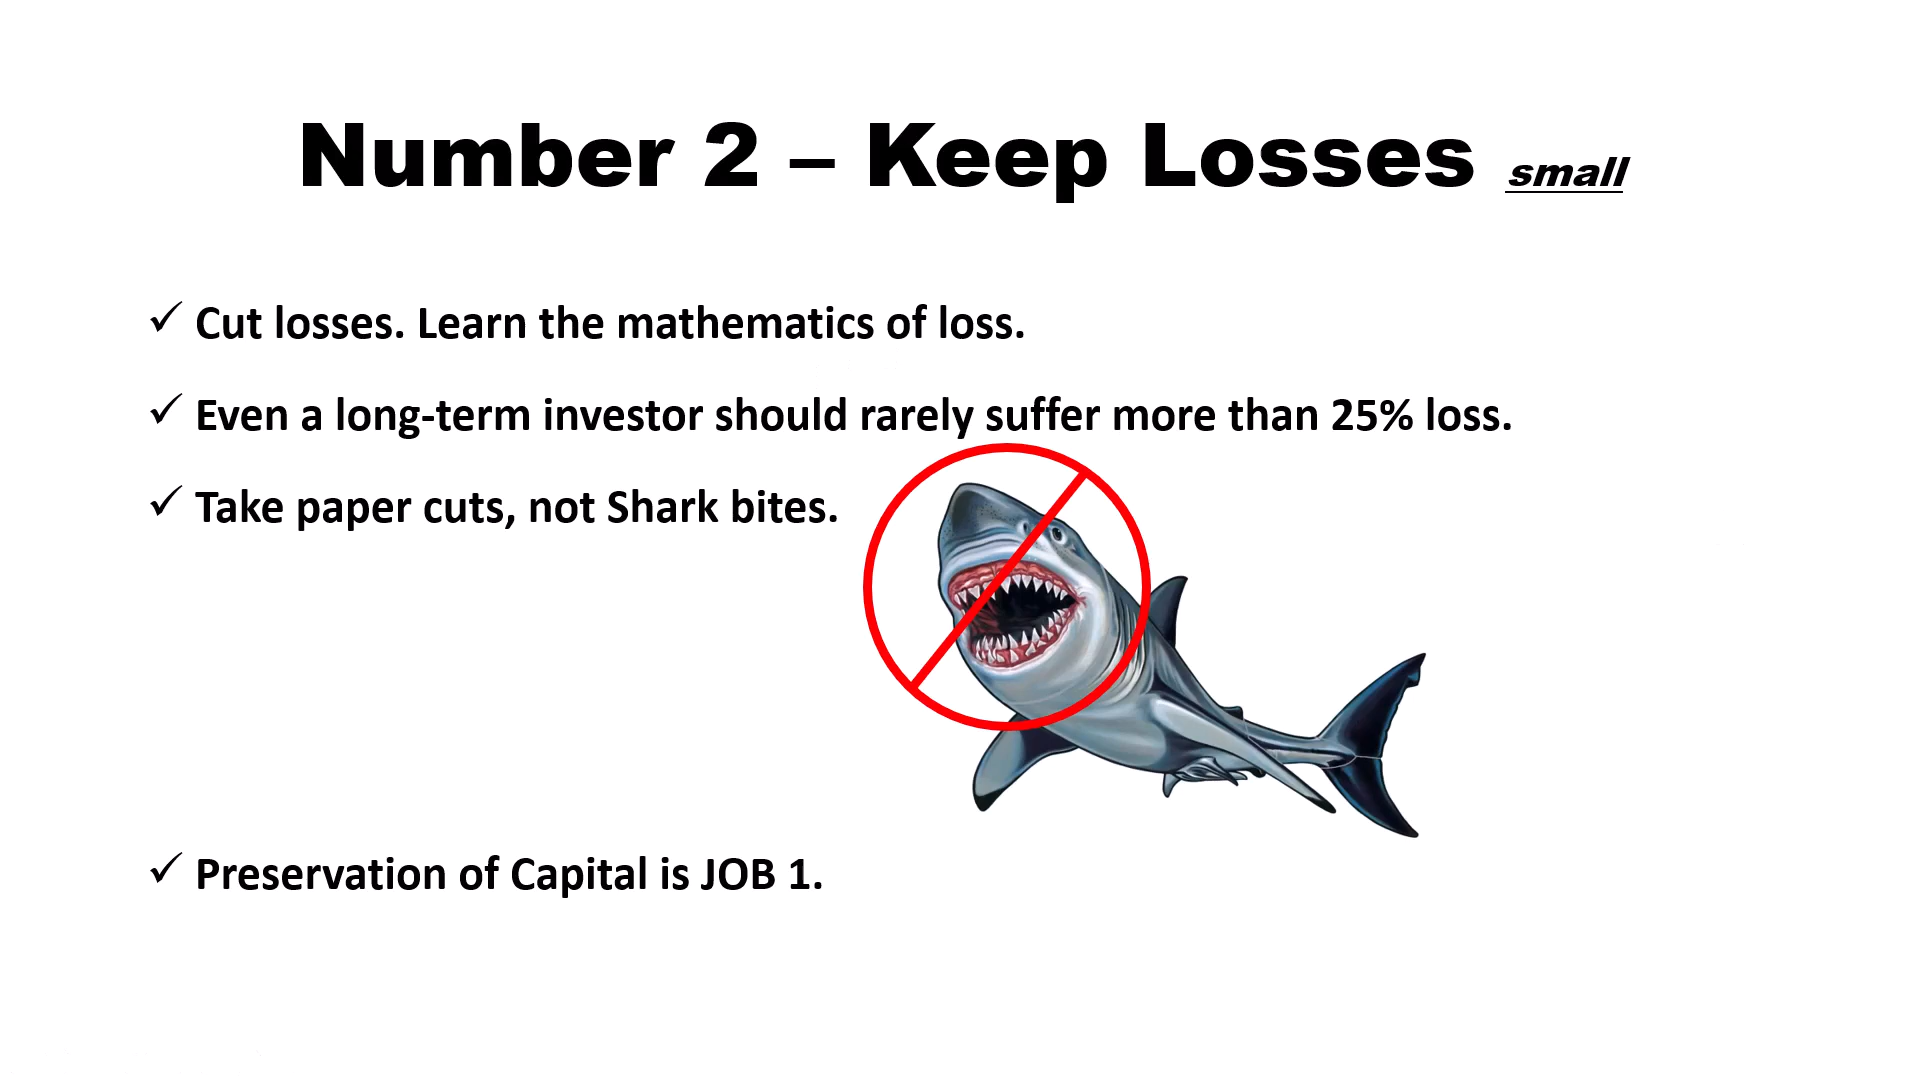 Number 2 – Keep Losses small
✓ Cut losses. Learn the mathematics of loss.
✓ Even a long-term investor should rarely suffer more than 25% loss.
✓ Take paper cuts, not Shark bites.
✓ Preservation of Capital is JOB 1.